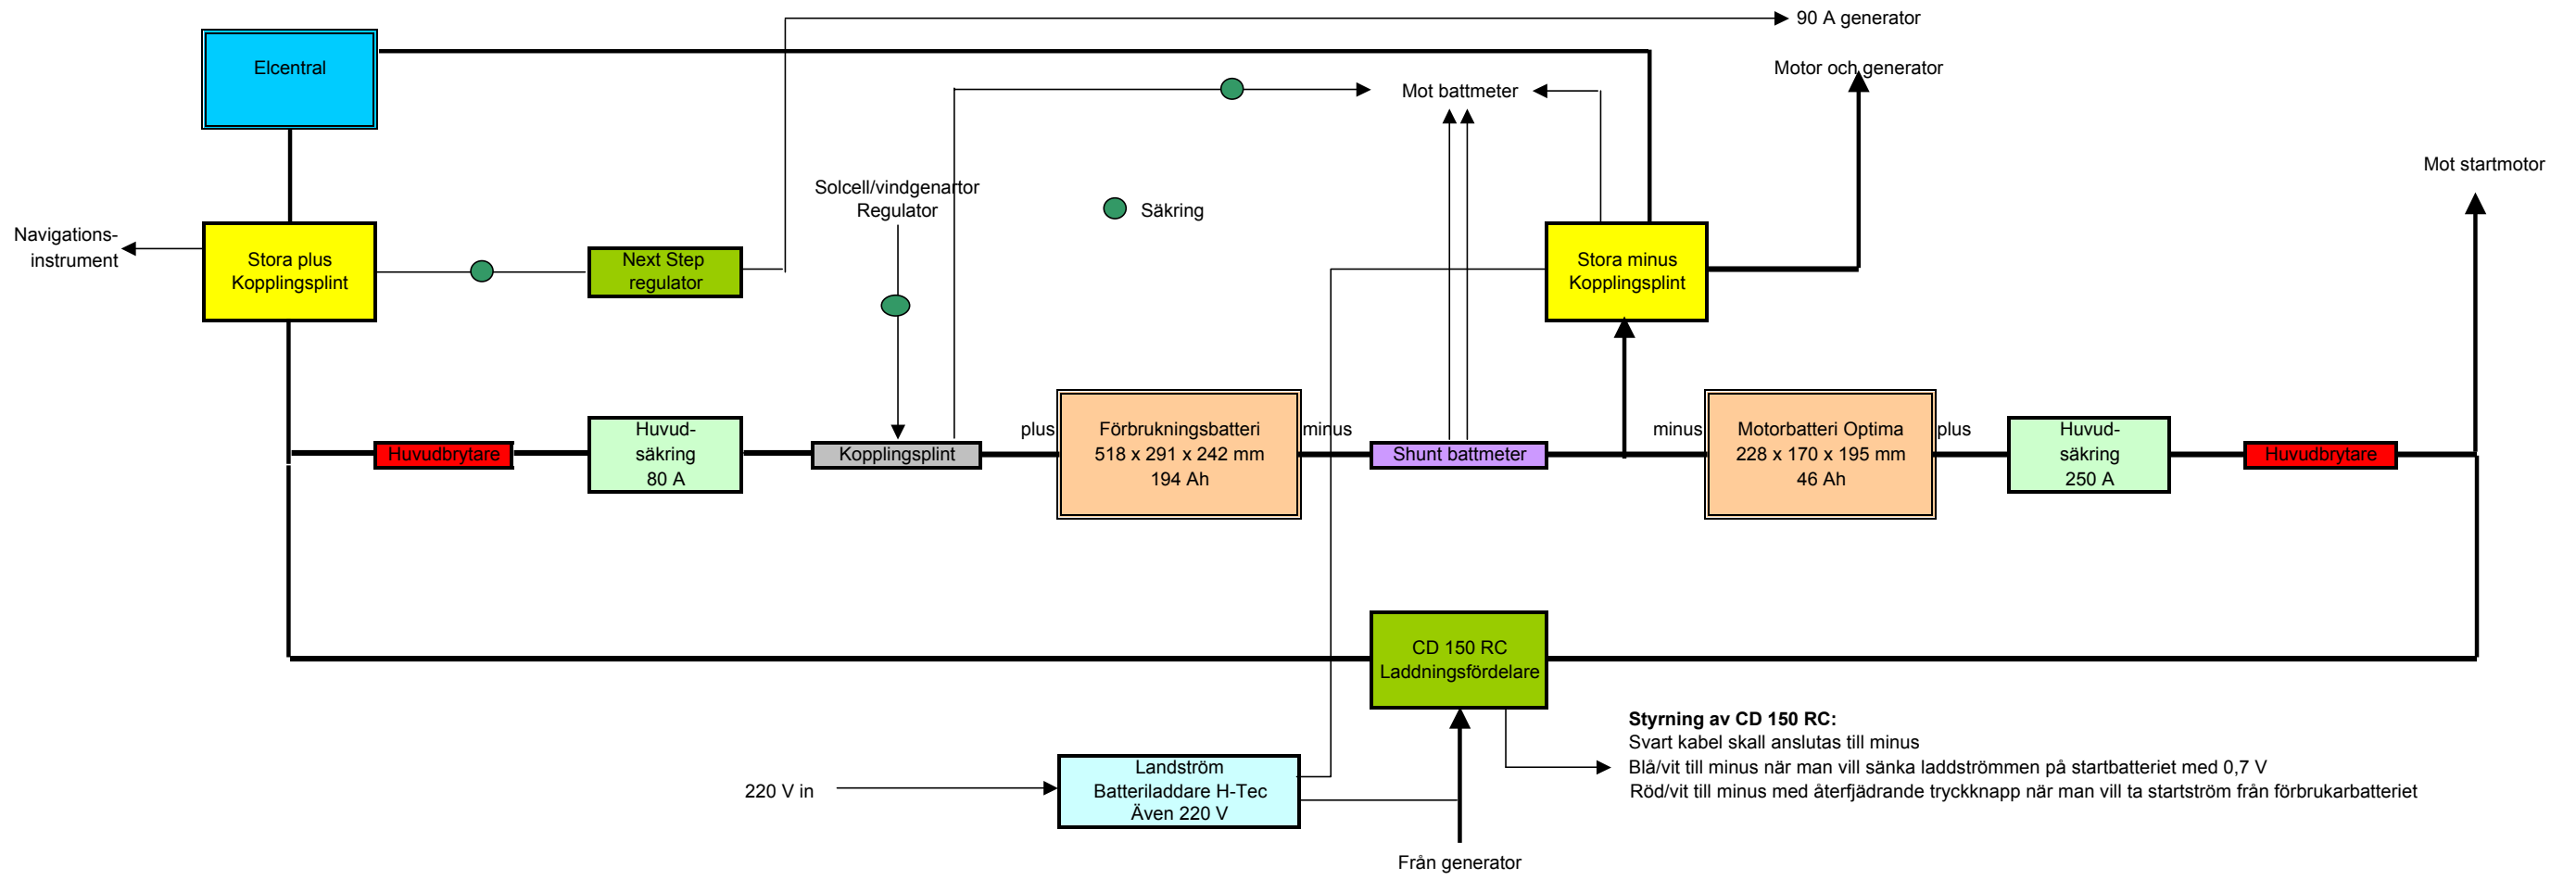 90 A generator
Elcentral
Motor och generator
Mot battmeter
Mot startmotor
Solcell/vindgenartor
Regulator
Säkring
Navigations-
instrument
Stora plus
Kopplingsplint
Next Step
regulator
Stora minus
Kopplingsplint
Huvudbrytare
Huvud-
säkring
80 A
Kopplingsplint
plus
Förbrukningsbatteri
518 x 291 x 242 mm
194 Ah
minus
Shunt battmeter
minus
Motorbatteri Optima
228 x 170 x 195 mm
46 Ah
plus
Huvud-
säkring
250 A
Huvudbrytare
CD 150 RC
Laddningsfördelare
Styrning av CD 150 RC:
Svart kabel skall anslutas till minus
Blå/vit till minus när man vill sänka laddströmmen på startbatteriet med 0,7 V
Röd/vit till minus med återfjädrande tryckknapp när man vill ta startström från förbrukarbatteriet
220 V in
Landström
Batteriladdare H-Tec
Även 220 V
Från generator